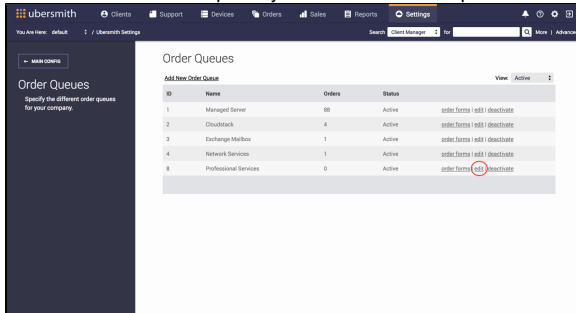 ubersmith Clients Support Devices Orders Sales Reports Settings
You Are Here: default / Ubersmith Settings Search Client Manager for More | Advanced
← MAIN CONFIG
Order Queues
Specify the different order queues
for your company.
Order Queues
Add New Order Queue View: Active
ID Name Orders Status
1 Managed Server 88 Active order forms | edit | deactivate
2 Cloudstack 4 Active order forms | edit | deactivate
3 Exchange Mailbox 1 Active order forms | edit | deactivate
4 Network Services 1 Active order forms | edit | deactivate
8 Professional Services 0 Active order forms | edit | deactivate